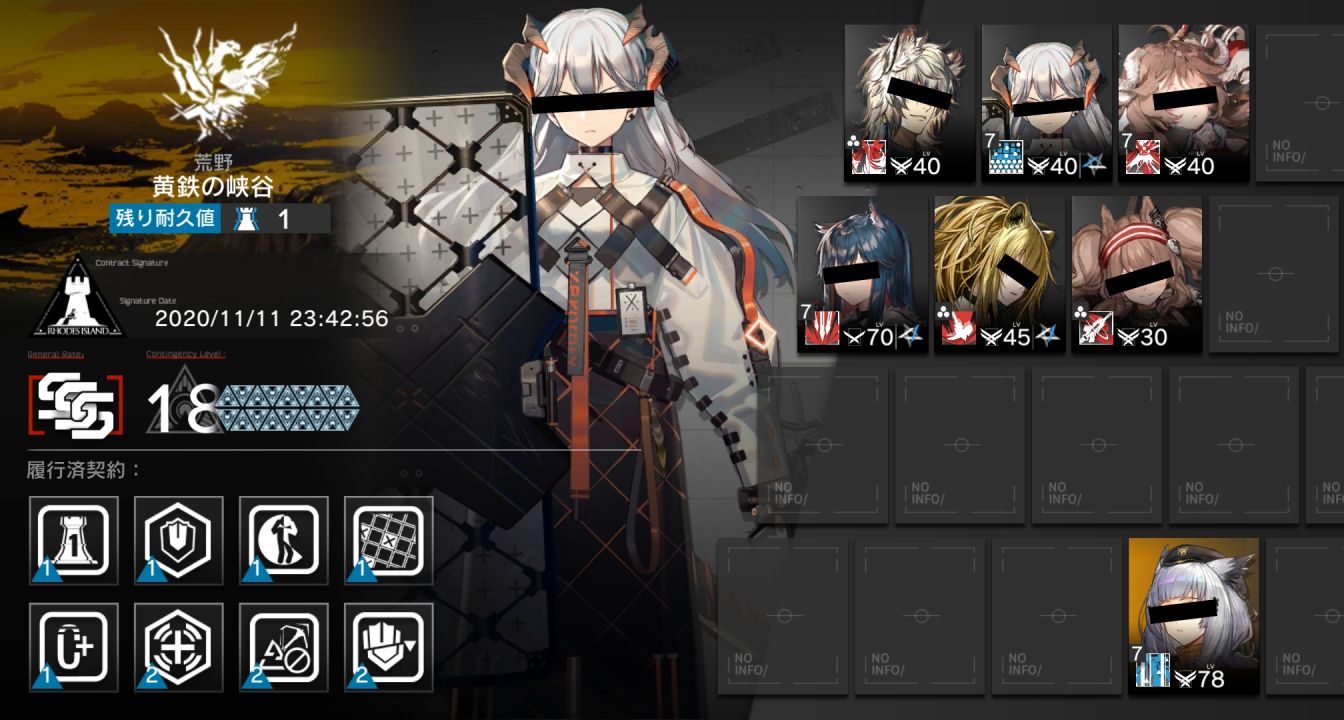 荒野
黄鉄の峡谷
残り耐久値 1
Contract Signature
RHODES ISLAND
Signature Date
2020/11/11 23:42:56
General Rate;
Contingency Level :
18
履行済契約：
1
1 1 1 1
1 2 2 2
LV 40
7 LV 40
7 LV 40
NO INFO/
7 LV 70
LV 45
LV 30
NO INFO/
NO INFO/
NO INFO/
NO INFO/
NO INFO/
NO INFO/
NO INFO/
NO INFO/
NO INFO/
7 LV 78
NO INFO/